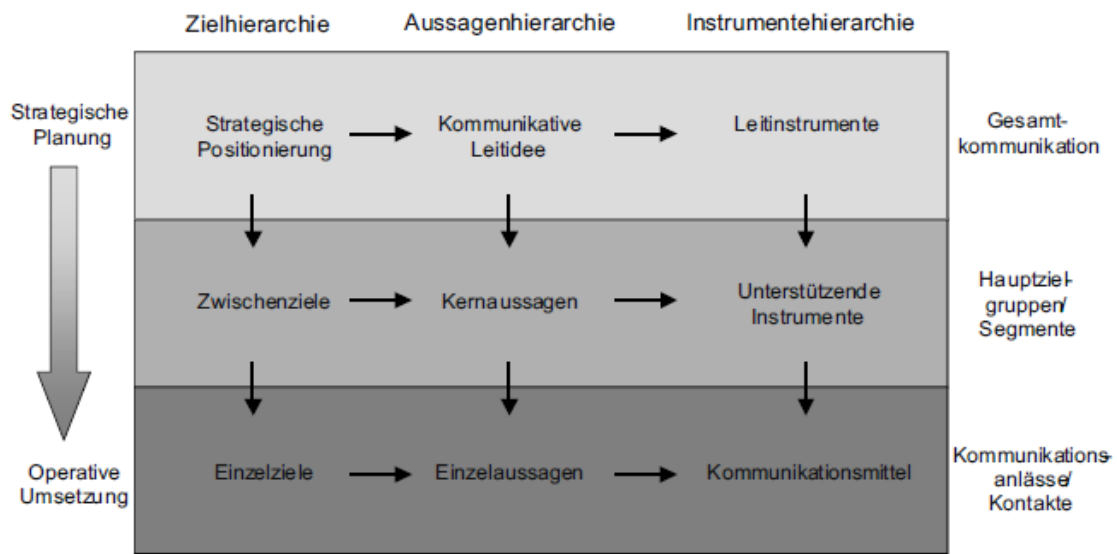 Zielhierarchie
Aussagenhierarchie
Instrumentehierarchie
Strategische
Planung
Strategische
Positionierung
Kommunikative
Leitidee
Leitinstrumente
Gesamt-
kommunikation
Zwischenziele
Kernaussagen
Unterstützende
Instrumente
Hauptziel-
gruppen/
Segmente
Operative
Umsetzung
Einzelziele
Einzelaussagen
Kommunikationsmittel
Kommunikations-
anlässe/
Kontakte